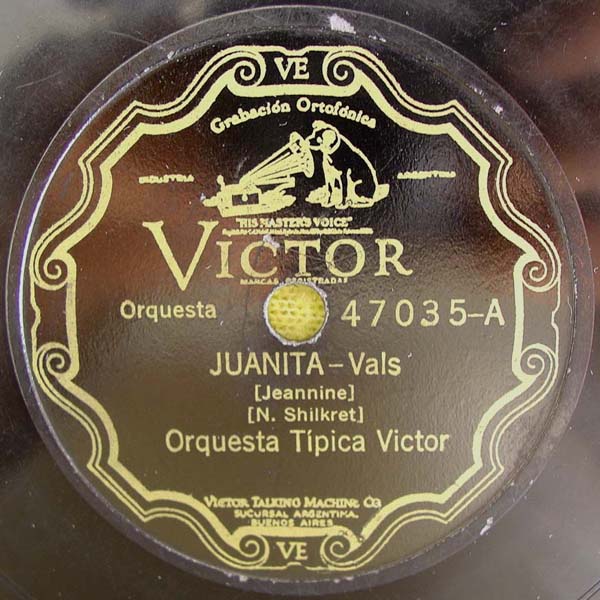 VE
Grabación Ortofónica
INDUSTRIA ARGENTINA
"HIS MASTER'S VOICE"
VICTOR
MARCAS REGISTRADAS
Orquesta 47035-A
JUANITA - Vals
[Jeannine]
[N. Shilkret]
Orquesta Típica Victor
VICTOR TALKING MACHINE CO.
SUCURSAL ARGENTINA,
BUENOS AIRES
VE